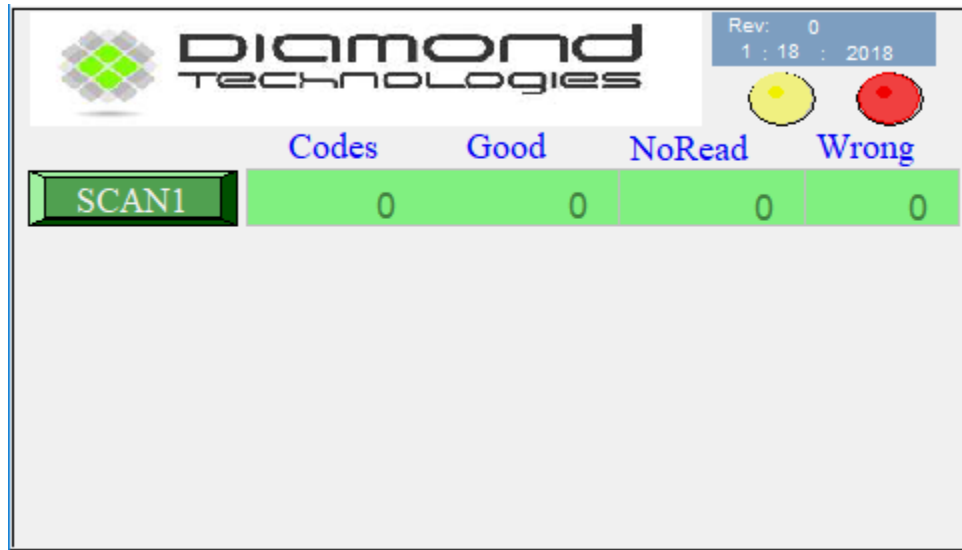 Diamond
Technologies
Rev: 0
1 : 18 : 2018
Codes Good NoRead Wrong
SCAN1 0 0 0 0